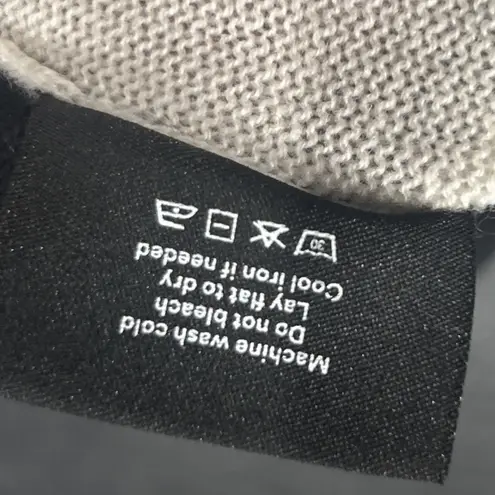 30
Machine wash cold
Do not bleach
Lay flat to dry
Cool iron if needed